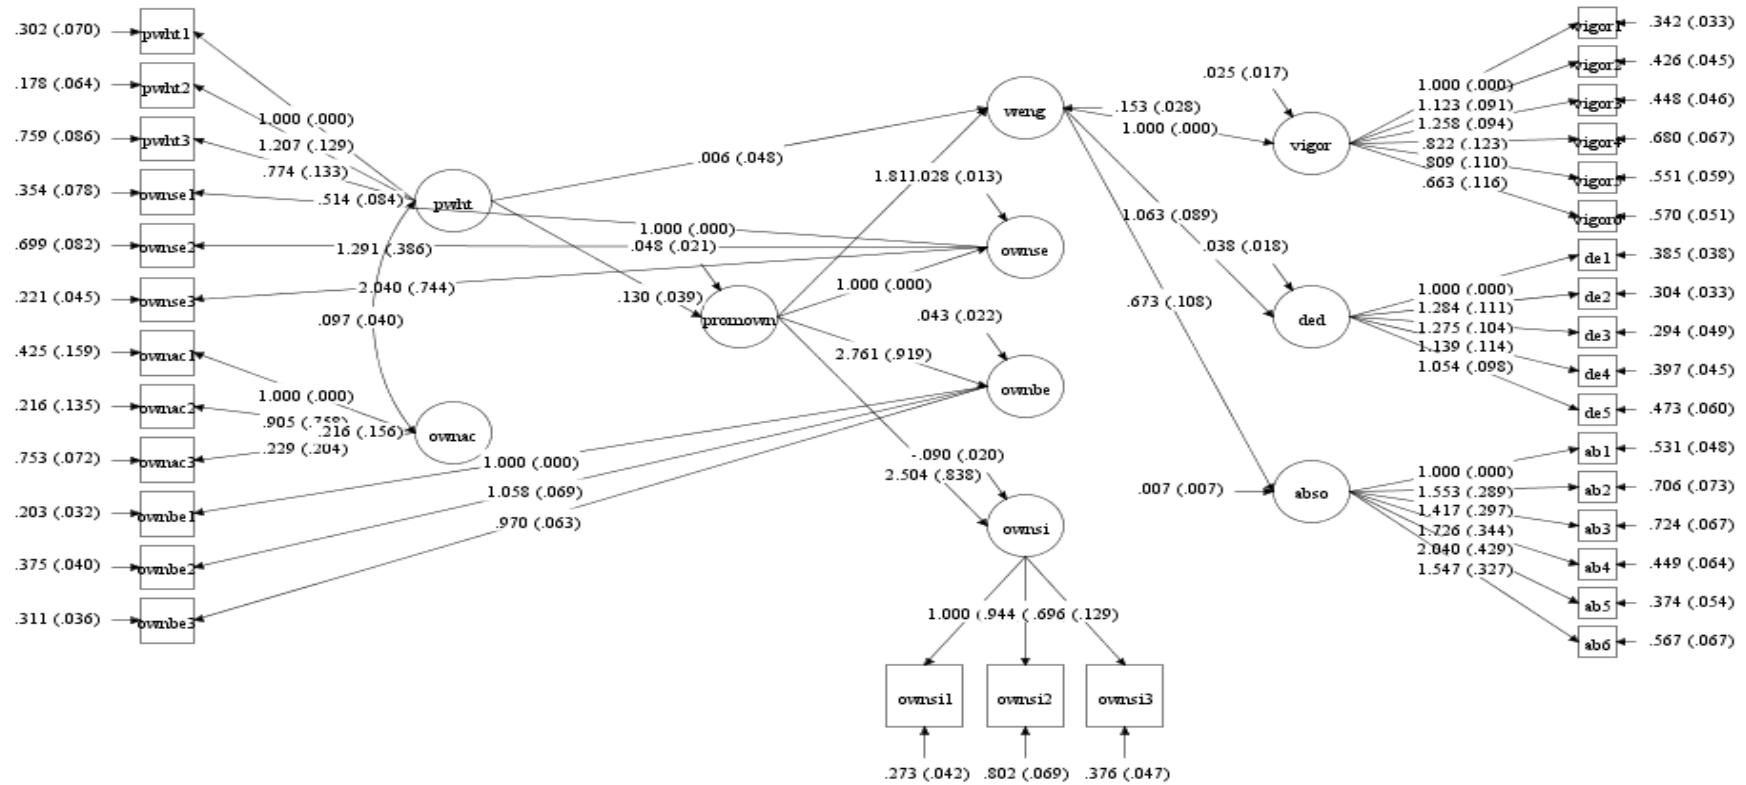 .302 (.070)
pwht1
.178 (.064)
pwht2
.759 (.086)
pwht3
.354 (.078)
ownse1
.699 (.082)
ownse2
.221 (.045)
ownse3
.425 (.159)
ownac1
.216 (.135)
ownac2
.753 (.072)
ownac3
.203 (.032)
ownbe1
.375 (.040)
ownbe2
.311 (.036)
ownbe3
1.000 (.000)
1.207 (.129)
.774 (.133)
.514 (.084)
pwht
1.291 (.386)
2.040 (.744)
.097 (.040)
1.000 (.000)
.905
.216 (.156)
.229 (.204)
ownac
1.000 (.000)
1.058 (.069)
.970 (.063)
1.000 (.000)
.048 (.021)
.130 (.039)
promown
.006 (.048)
weng
.153 (.028)
1.000 (.000)
1.811
.028 (.013)
ownse
1.000 (.000)
.043 (.022)
2.761 (.919)
ownbe
-.090 (.020)
2.504 (.838)
ownsi
1.000 (.944 (.696 (.129)
ownsi1
ownsi2
ownsi3
.273 (.042)
.802 (.069)
.376 (.047)
1.063 (.089)
.673 (.108)
.025 (.017)
vigor
.038 (.018)
ded
.007 (.007)
abso
1.000 (.000)
1.123 (.091)
1.258 (.094)
.822 (.123)
.809 (.110)
.663 (.116)
vigor1
.342 (.033)
vigor2
.426 (.045)
vigor3
.448 (.046)
vigor4
.680 (.067)
vigor5
.551 (.059)
vigor6
.570 (.051)
1.000 (.000)
1.284 (.111)
1.275 (.104)
1.139 (.114)
1.054 (.098)
de1
.385 (.038)
de2
.304 (.033)
de3
.294 (.049)
de4
.397 (.045)
de5
.473 (.060)
1.000 (.000)
1.553 (.289)
1.417 (.297)
1.726 (.344)
2.040 (.429)
1.547 (.327)
ab1
.531 (.048)
ab2
.706 (.073)
ab3
.724 (.067)
ab4
.449 (.064)
ab5
.374 (.054)
ab6
.567 (.067)